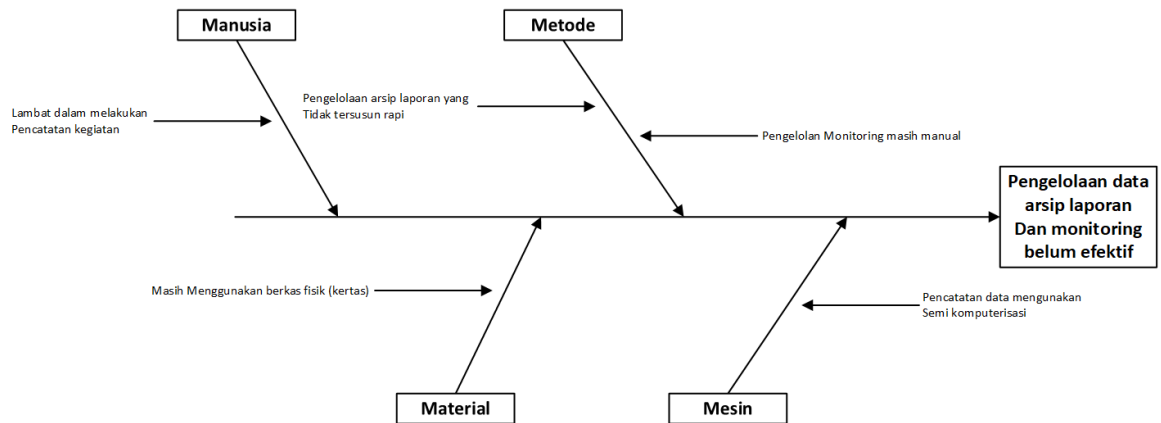 Manusia
Metode
Lambat dalam melakukan
Pencatatan kegiatan
Pengelolaan arsip laporan yang
Tidak tersusun rapi
Pengelolan Monitoring masih manual
Pengelolaan data
arsip laporan
Dan monitoring
belum efektif
Masih Menggunakan berkas fisik (kertas)
Pencatatan data mengunakan
Semi komputerisasi
Material
Mesin